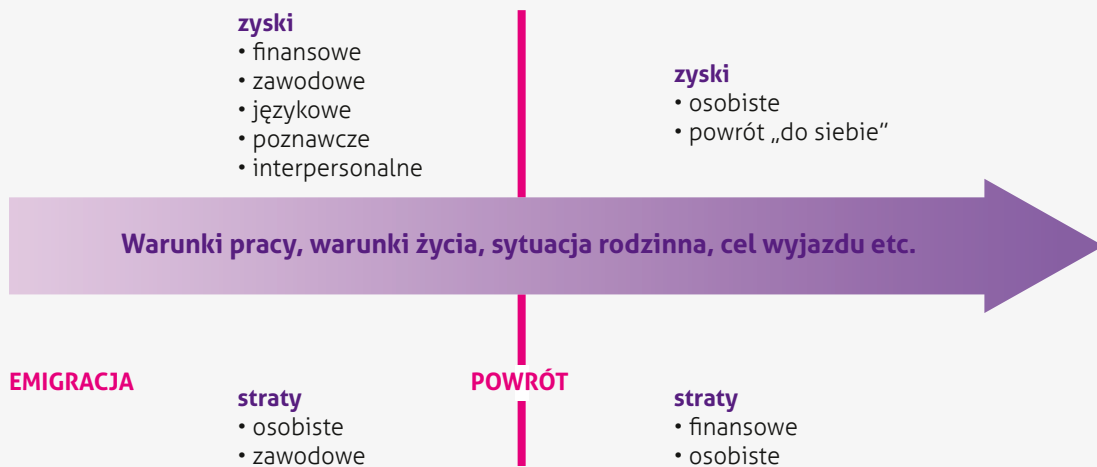 zyski
• finansowe
• zawodowe
• językowe
• poznawcze
• interpersonalne
zyski
• osobiste
• powrót „do siebie”
Warunki pracy, warunki życia, sytuacja rodzinna, cel wyjazdu etc.
EMIGRACJA
POWRÓT
straty
• osobiste
• zawodowe
straty
• finansowe
• osobiste